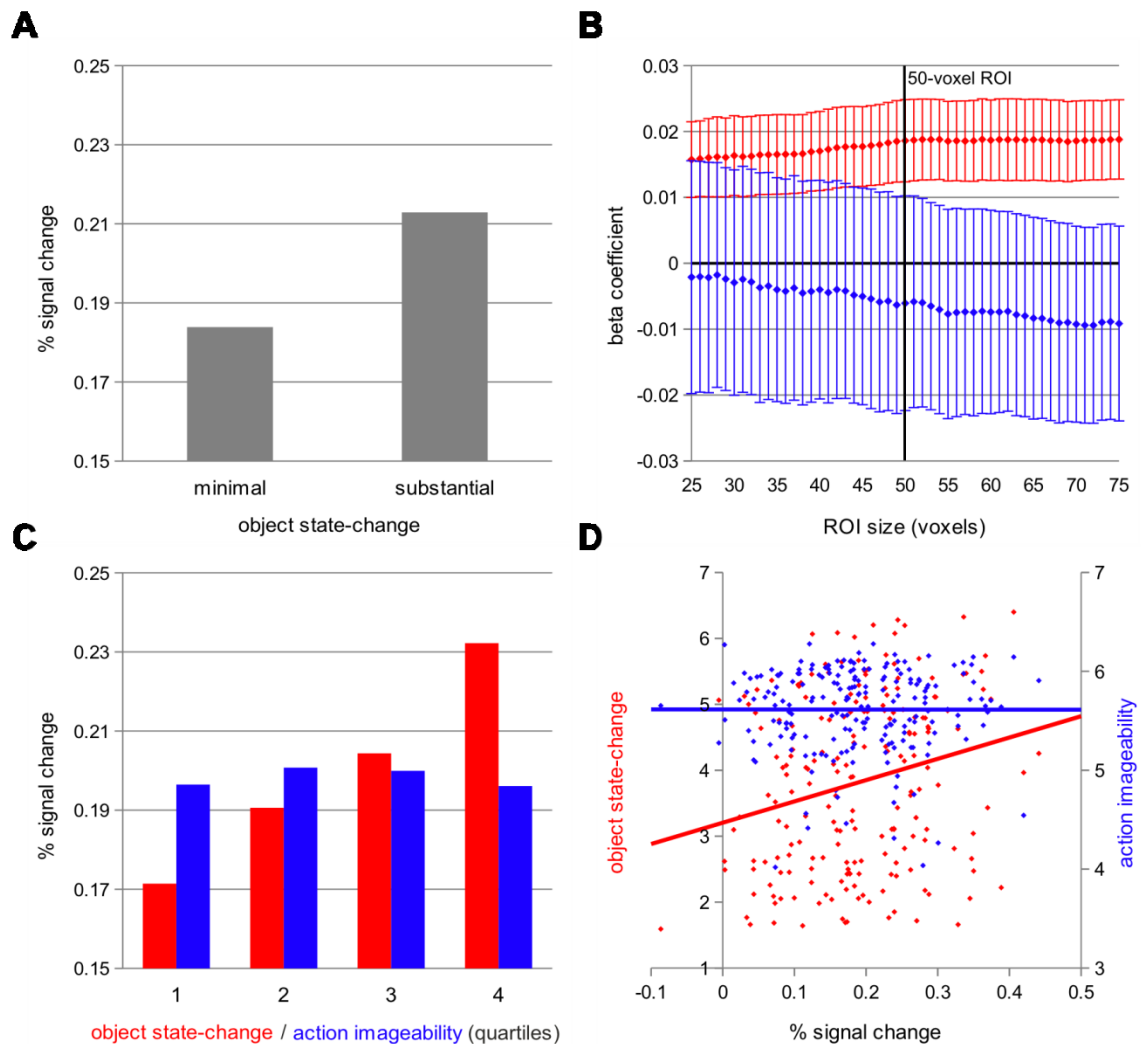 A
0.25
0.23
0.21
0.19
0.17
0.15
% signal change
minimal
substantial
object state-change
B
0.03
0.02
0.01
0
-0.01
-0.02
-0.03
beta coefficient
50-voxel ROI
25 30 35 40 45 50 55 60 65 70 75
ROI size (voxels)
C
0.25
0.23
0.21
0.19
0.17
0.15
% signal change
1 2 3 4
object state-change / action imageability (quartiles)
D
7
6
5
4
3
2
1
object state-change
7
6
5
4
3
action imageability
-0.1 0 0.1 0.2 0.3 0.4 0.5
% signal change